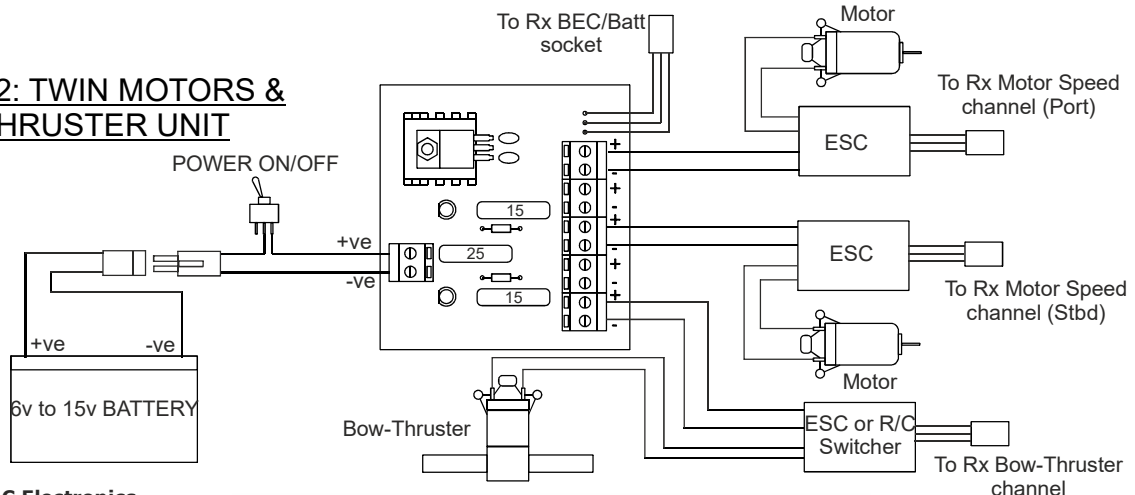 2: TWIN MOTORS &
HRUSTER UNIT
To Rx BEC/Batt
socket
Motor
To Rx Motor Speed
channel (Port)
ESC
POWER ON/OFF
+ve
-ve
15
25
15
+
-
+
-
+
-
+
-
+
-
ESC
To Rx Motor Speed
channel (Stbd)
Motor
+ve
-ve
6v to 15v BATTERY
Bow-Thruster
ESC or R/C
Switcher
To Rx Bow-Thruster
channel
C Electronics